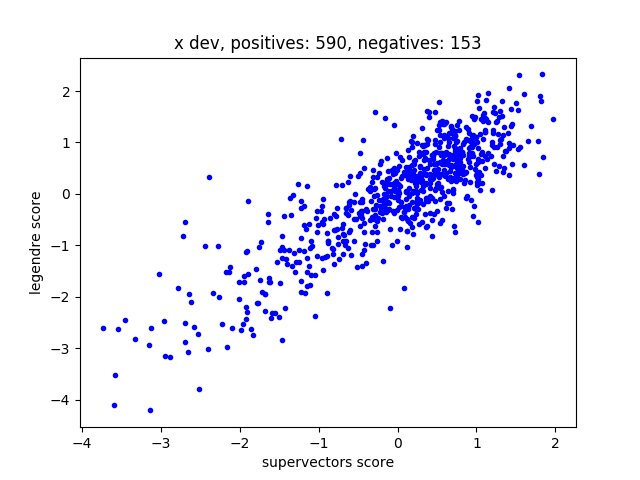 x dev, positives: 590, negatives: 153
legendre score
2
1
0
−1
−2
−3
−4
−4 −3 −2 −1 0 1 2
supervectors score